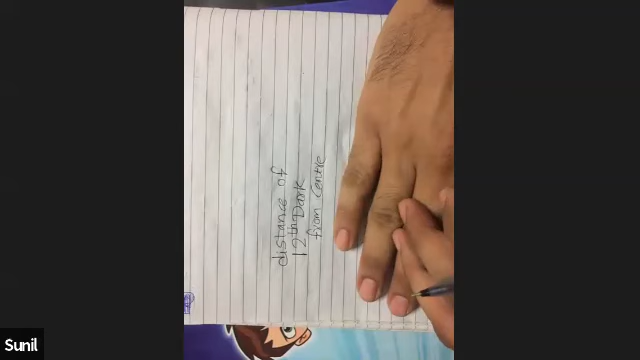 distance of
12th Dark
from Centre
Sunil